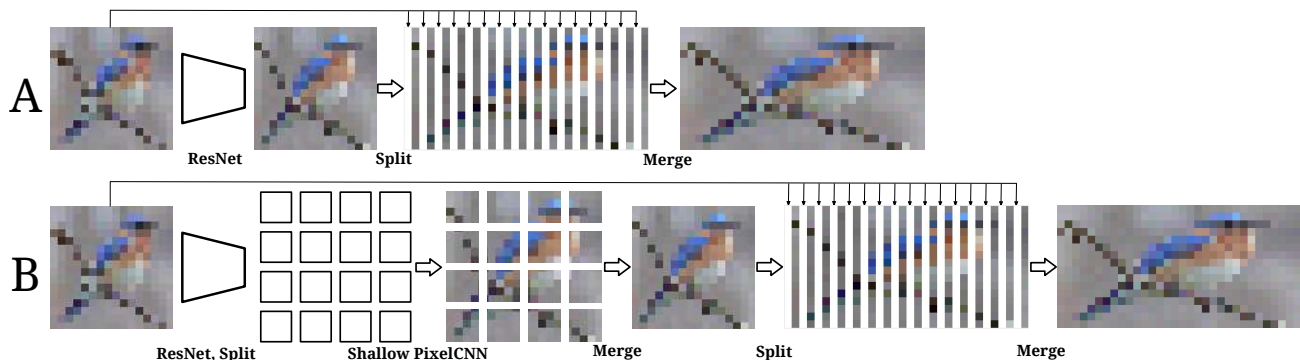 A
ResNet
Split
Merge
B
ResNet, Split
Shallow PixelCNN
Merge
Split
Merge